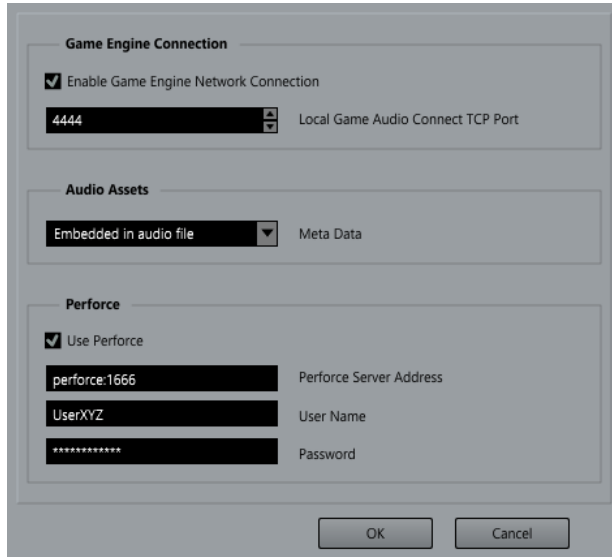 Game Engine Connection
Enable Game Engine Network Connection
4444 Local Game Audio Connect TCP Port
Audio Assets
Embedded in audio file Meta Data
Perforce
Use Perforce
perforce:1666 Perforce Server Address
UserXYZ User Name
************ Password
OK Cancel